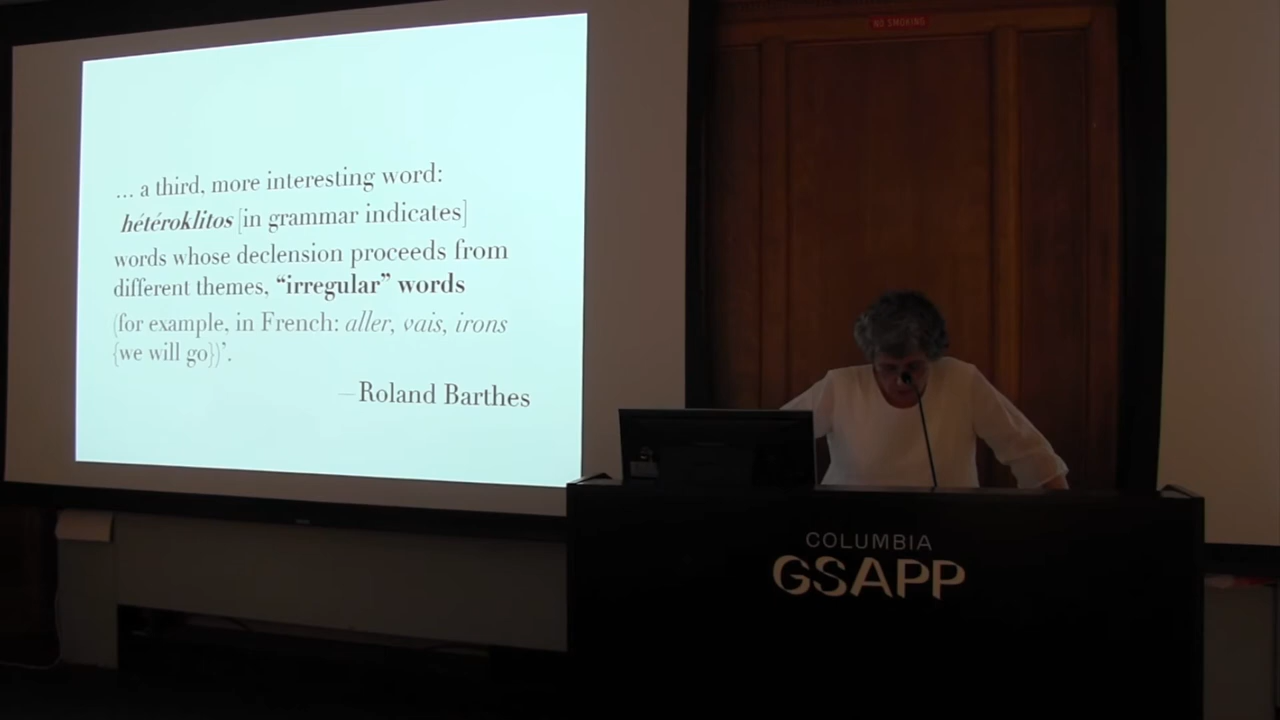 NO SMOKING
... a third, more interesting word:
hétéroklitos [in grammar indicates]
words whose declension proceeds from
different themes, “irregular” words
(for example, in French: aller, vais, irons
{we will go})’.
—Roland Barthes
COLUMBIA
GSAPP